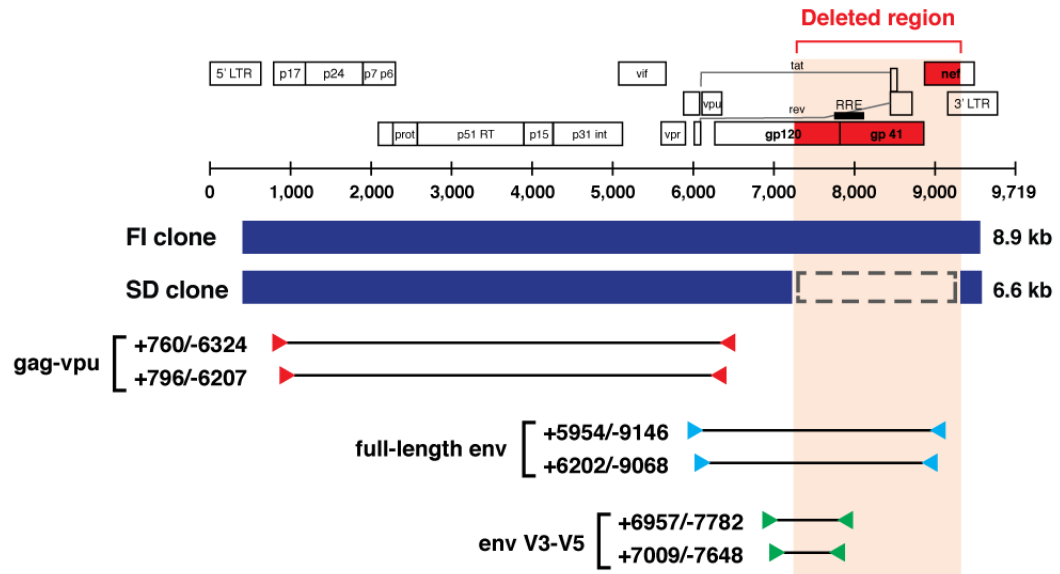 Deleted region
5' LTR p17 p24 p7 p6 vif tat nef
vpu rev RRE 3' LTR
prot p51 RT p15 p31 int vpr gp120 gp 41
0 1,000 2,000 3,000 4,000 5,000 6,000 7,000 8,000 9,000 9,719
FI clone 8.9 kb
SD clone 6.6 kb
gag-vpu
+760/-6324
+796/-6207
full-length env
+5954/-9146
+6202/-9068
env V3-V5
+6957/-7782
+7009/-7648